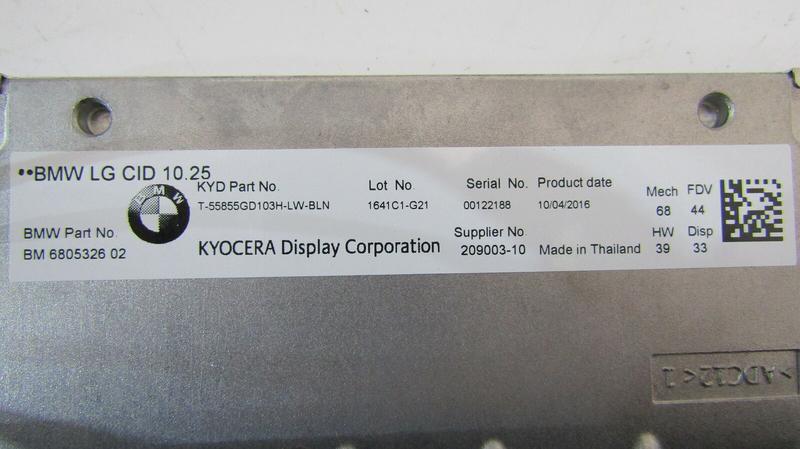 ••BMW LG CID 10.25
BMW
BMW Part No.
BM 6805326 02
KYD Part No.
T-55855GD103H-LW-BLN
Lot No
1641C1-G21
Serial No.
00122188
Product date
10/04/2016
KYOCERA Display Corporation
Supplier No.
209003-10
Made in Thailand
Mech FDV
68 44
HW Disp
39 33
>ADC12<1